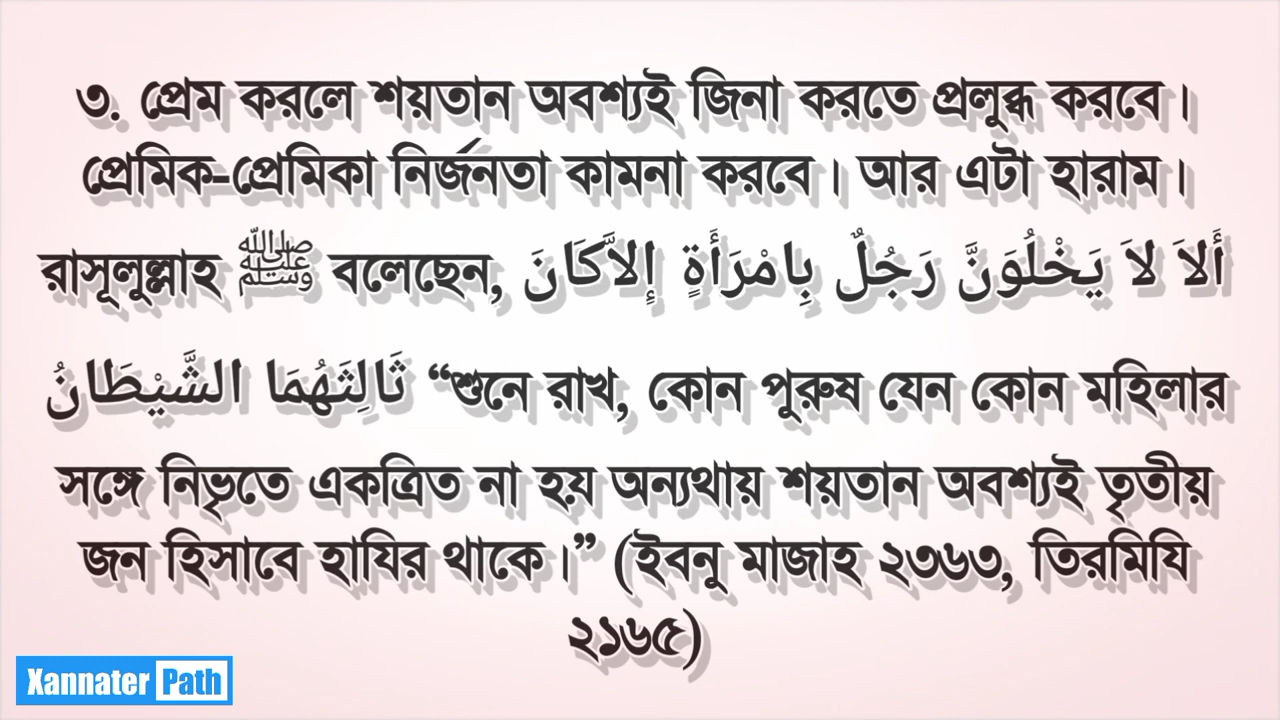 ৩. প্রেম করলে শয়তান অবশ্যই জিনা করতে প্রলুব্ধ করবে।
প্রেমিক-প্রেমিকা নির্জনতা কামনা করবে। আর এটা হারাম।
রাসূলুল্লাহ ﷺ বলেছেন, أَلاَ لاَ يَخْلُوَنَّ رَجُلٌ بِامْرَأَةٍ إِلاَّكَانَ
ثَالِثَهُمَا الشَّيْطَانُ “শুনে রাখ, কোন পুরুষ যেন কোন মহিলার
সঙ্গে নিভৃতে একত্রিত না হয় অন্যথায় শয়তান অবশ্যই তৃতীয়
জন হিসাবে হাযির থাকে।” (ইবনু মাজাহ ২৩৬৩, তিরমিযি
২১৬৫)
Xannater Path